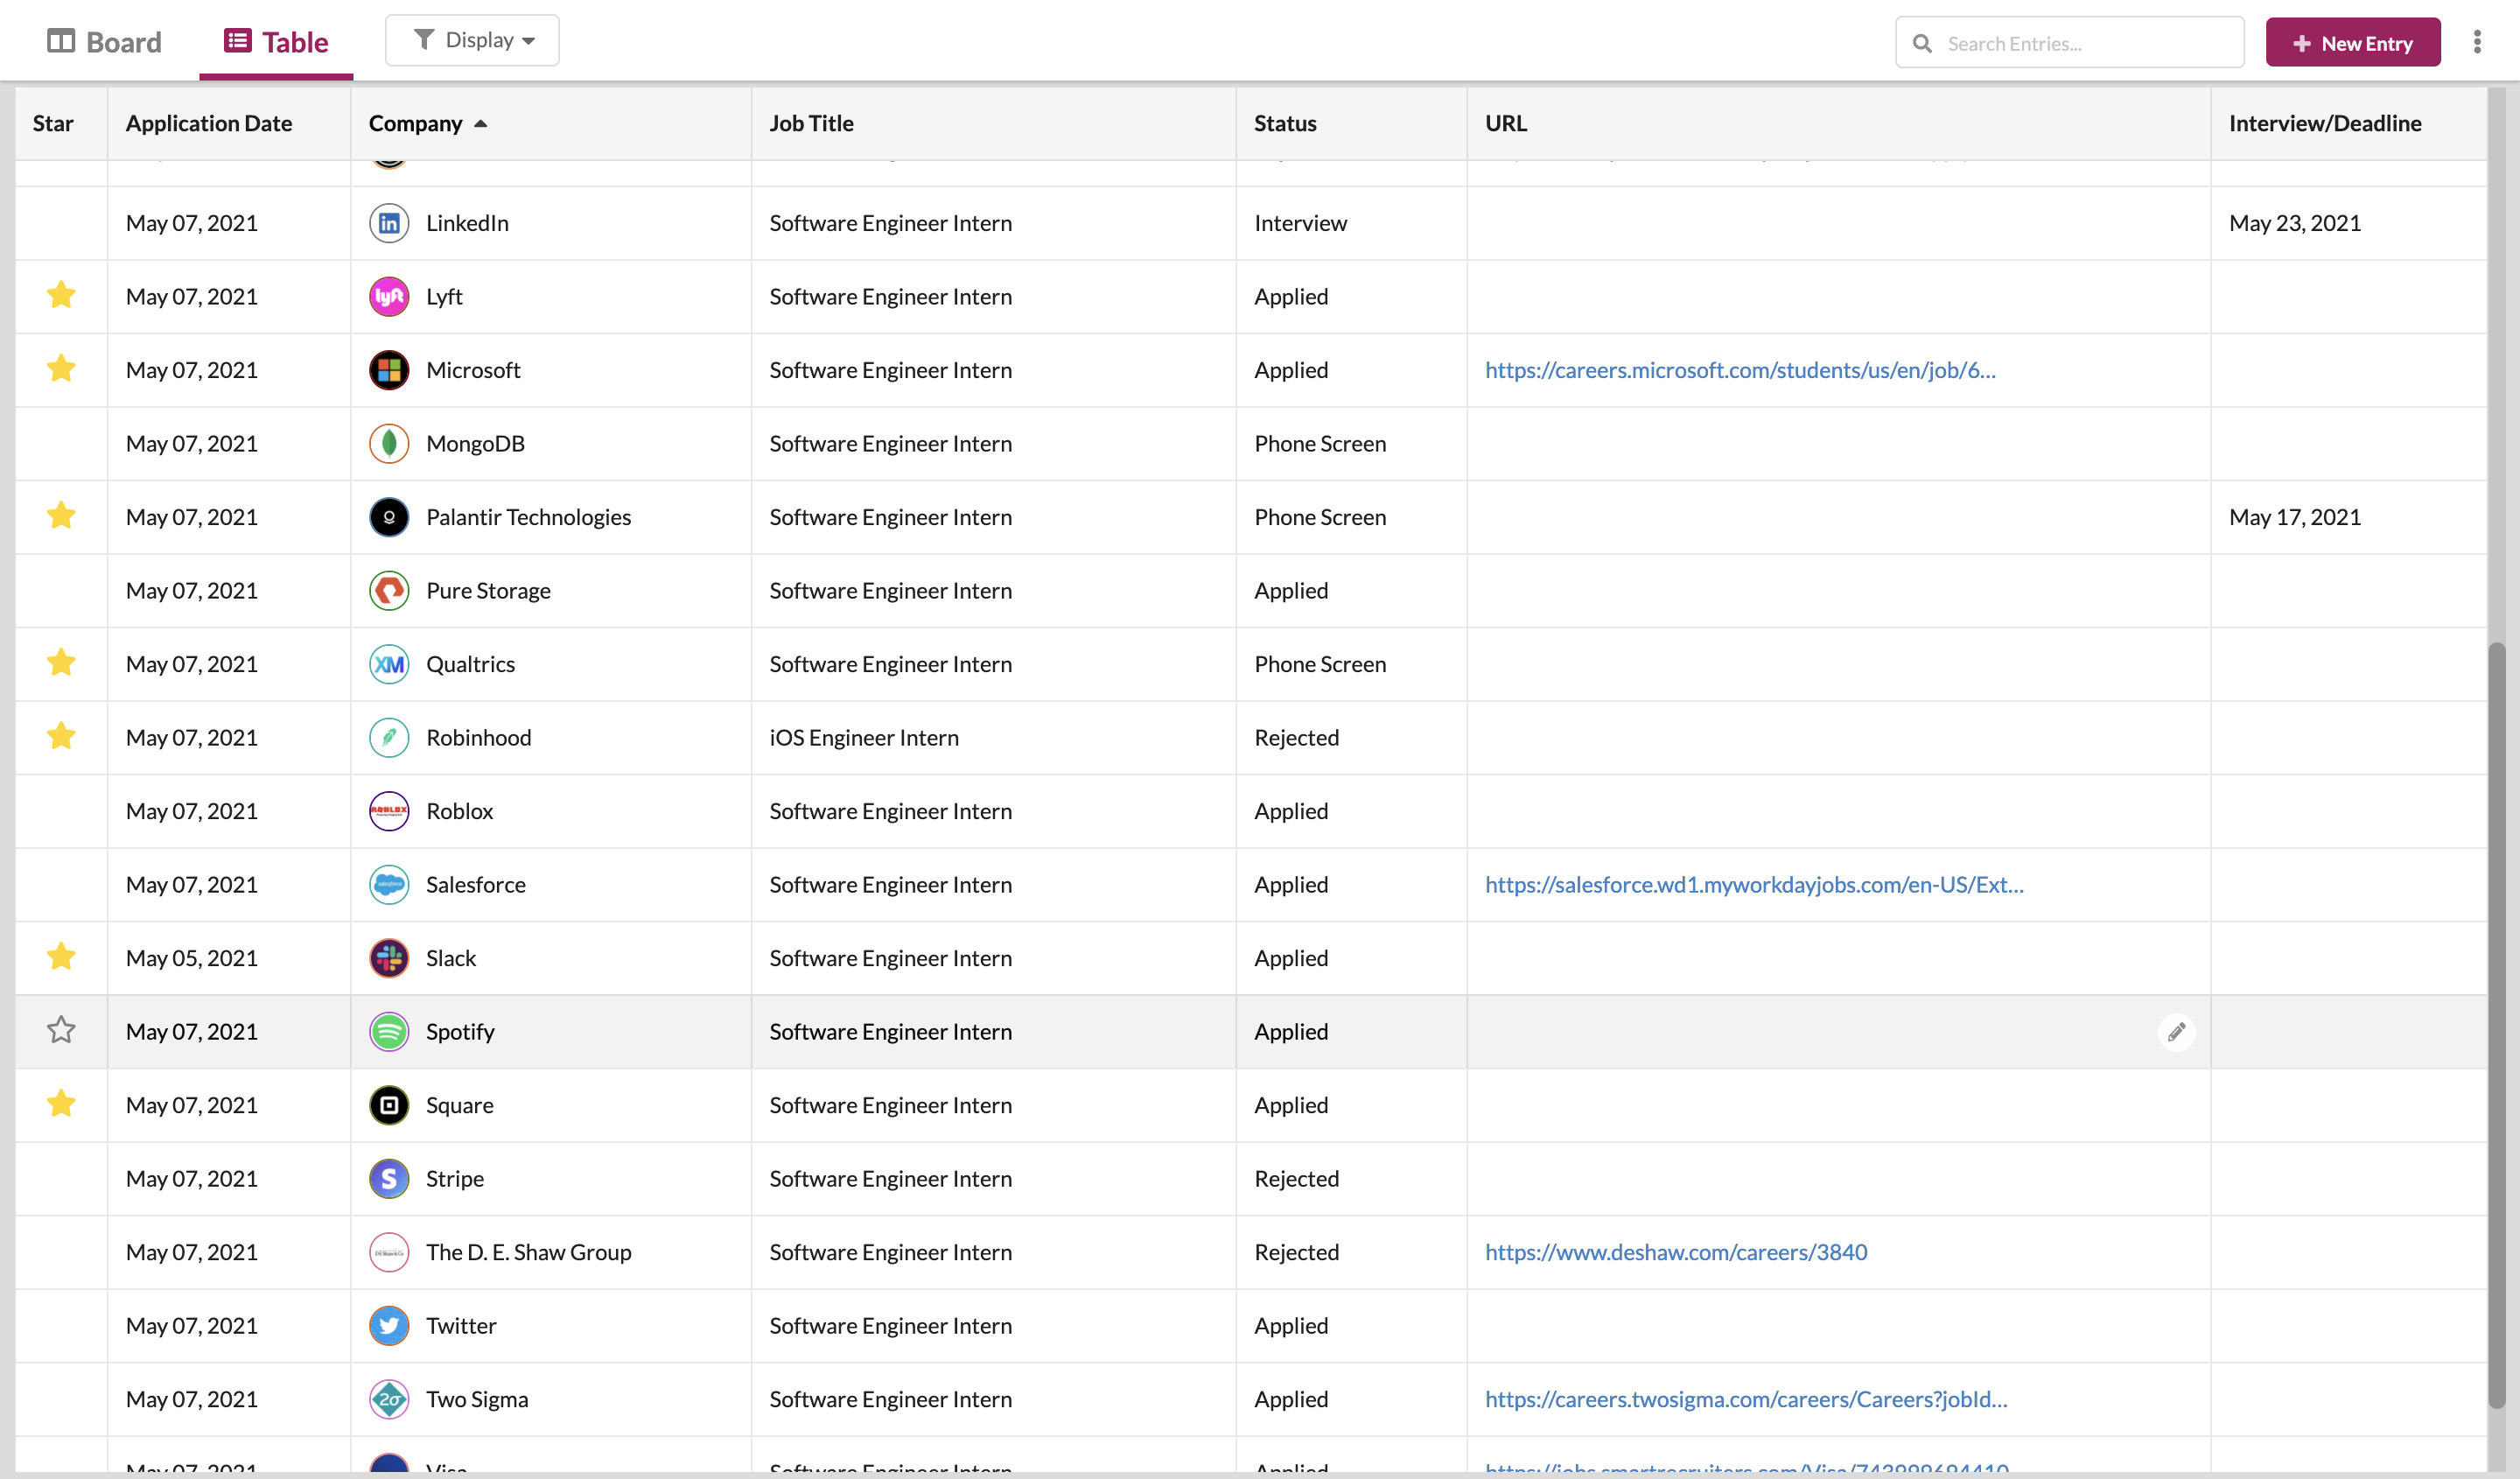 Board Table Display Search Entries... New Entry
Star Application Date Company Job Title Status URL Interview/Deadline
May 07, 2021 in LinkedIn Software Engineer Intern Interview May 23, 2021
May 07, 2021 lyft Lyft Software Engineer Intern Applied
May 07, 2021 Microsoft Software Engineer Intern Applied https://careers.microsoft.com/students/us/en/job/6...
May 07, 2021 MongoDB Software Engineer Intern Phone Screen
May 07, 2021 Palantir Technologies Software Engineer Intern Phone Screen May 17, 2021
May 07, 2021 Pure Storage Software Engineer Intern Applied
May 07, 2021 XM Qualtrics Software Engineer Intern Phone Screen
May 07, 2021 Robinhood iOS Engineer Intern Rejected
May 07, 2021 ROBLOX Roblox Software Engineer Intern Applied
May 07, 2021 salesforce Salesforce Software Engineer Intern Applied https://salesforce.wd1.myworkdayjobs.com/en-US/Ext...
May 05, 2021 Slack Software Engineer Intern Applied
May 07, 2021 Spotify Software Engineer Intern Applied
May 07, 2021 Square Software Engineer Intern Applied
May 07, 2021 S Stripe Software Engineer Intern Rejected
May 07, 2021 The D. E. Shaw Group Software Engineer Intern Rejected https://www.deshaw.com/careers/3840
May 07, 2021 Twitter Software Engineer Intern Applied
May 07, 2021 2σ Two Sigma Software Engineer Intern Applied https://careers.twosigma.com/careers/Careers?jobId...
May 07, 2021 Visa Software Engineer Intern Applied